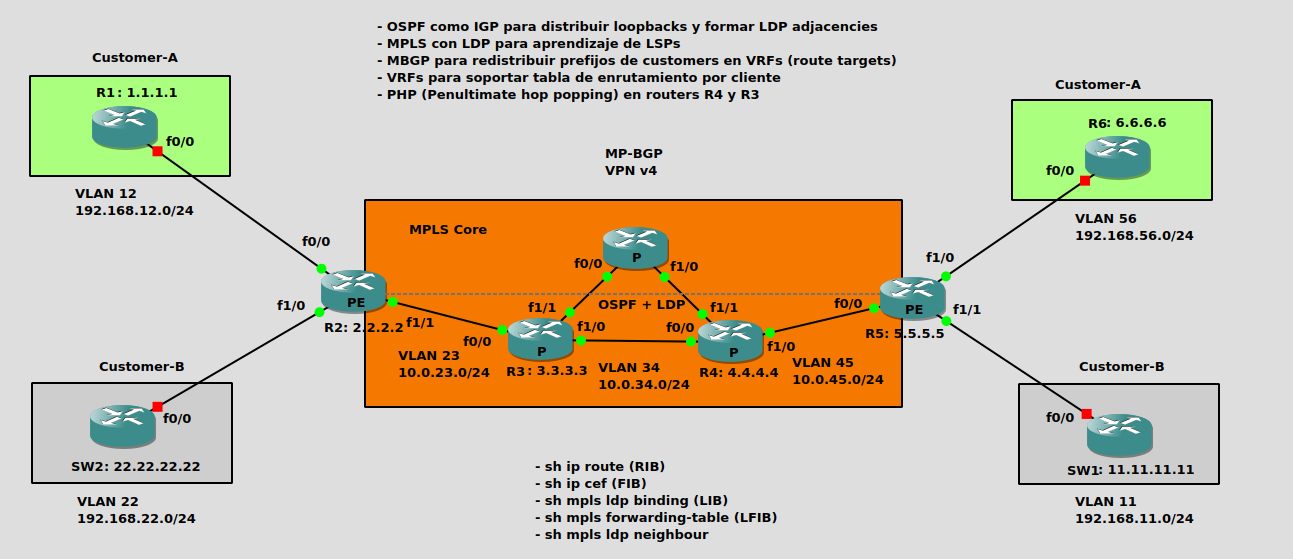 - OSPF como IGP para distribuir loopbacks y formar LDP adjacencies
- MPLS con LDP para aprendizaje de LSPs
- MBGP para redistribuir prefijos de customers en VRFs (route targets)
- VRFs para soportar tabla de enrutamiento por cliente
- PHP (Penultimate hop popping) en routers R4 y R3
Customer-A
R1: 1.1.1.1
f0/0
VLAN 12
192.168.12.0/24
Customer-A
R6: 6.6.6.6
f0/0
VLAN 56
192.168.56.0/24
MP-BGP
VPN v4
MPLS Core
P
f0/0
f1/0
OSPF + LDP
f0/0
f1/0
PE
R2: 2.2.2.2
f1/1
f0/0
f1/1
f1/0
P
R3: 3.3.3.3
VLAN 23
10.0.23.0/24
VLAN 34
10.0.34.0/24
f1/1
f0/0
P
f1/0
R4: 4.4.4.4
VLAN 45
10.0.45.0/24
f0/0
f1/0
PE
f1/1
R5: 5.5.5.5
Customer-B
f0/0
SW2: 22.22.22.22
VLAN 22
192.168.22.0/24
Customer-B
f0/0
SW1: 11.11.11.11
VLAN 11
192.168.11.0/24
- sh ip route (RIB)
- sh ip cef (FIB)
- sh mpls ldp binding (LIB)
- sh mpls forwarding-table (LFIB)
- sh mpls ldp neighbour